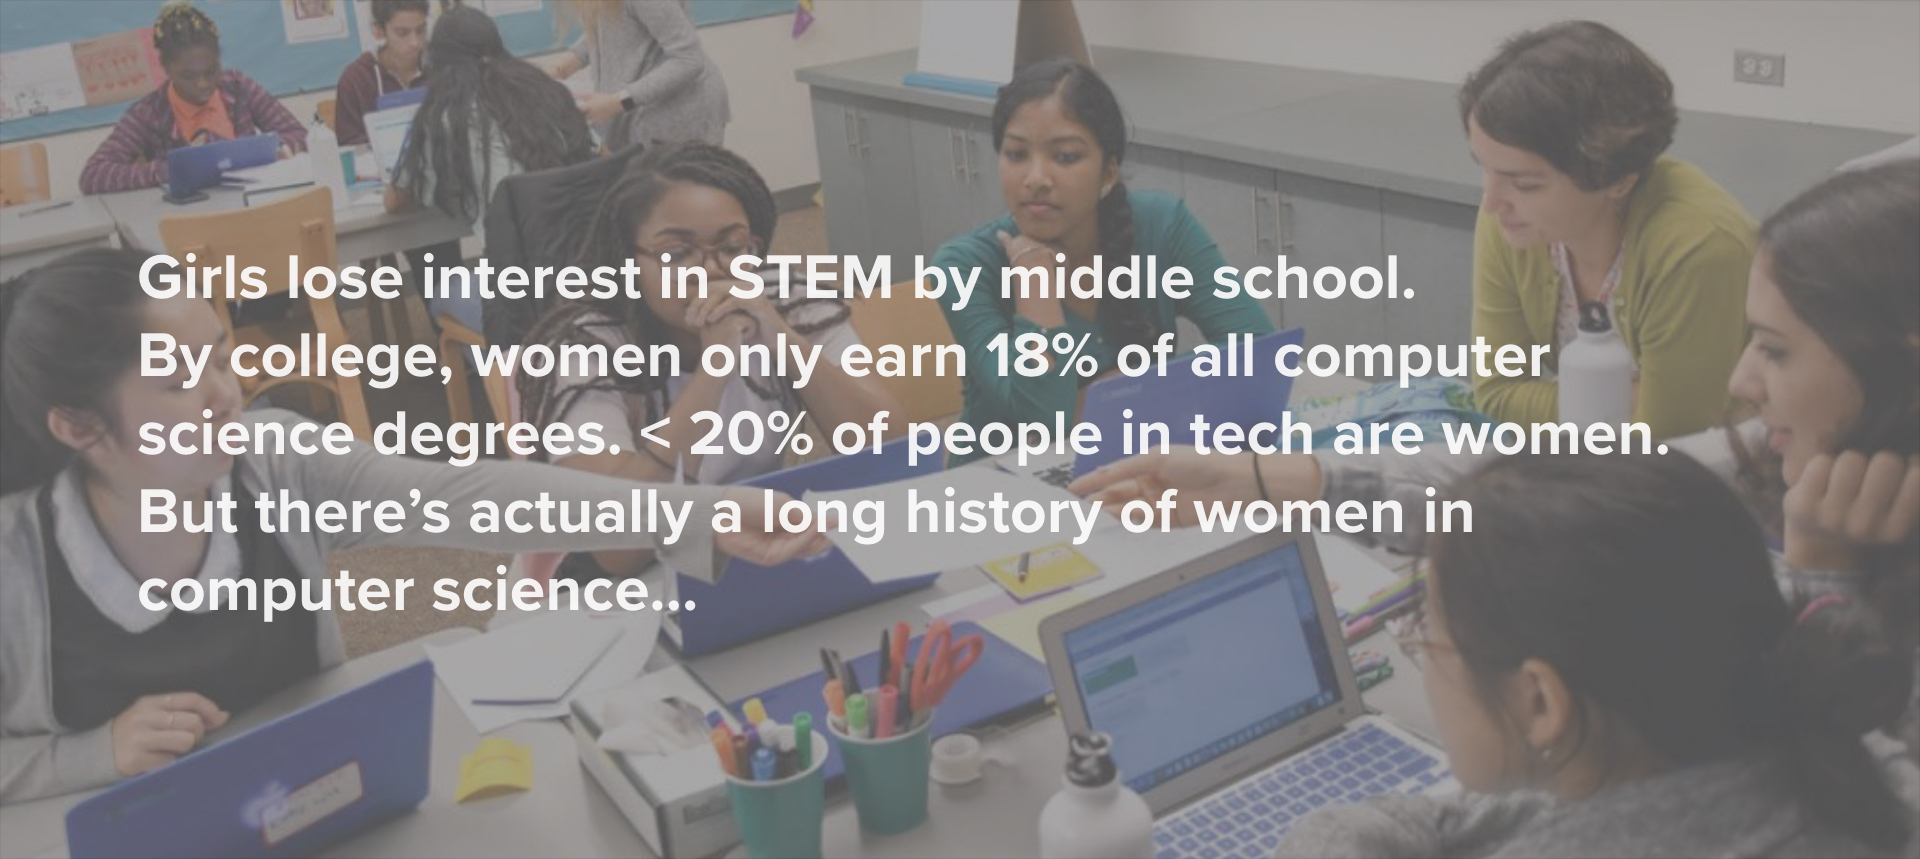 Girls lose interest in STEM by middle school.
By college, women only earn 18% of all computer
science degrees. < 20% of people in tech are women.
But there’s actually a long history of women in
computer science...